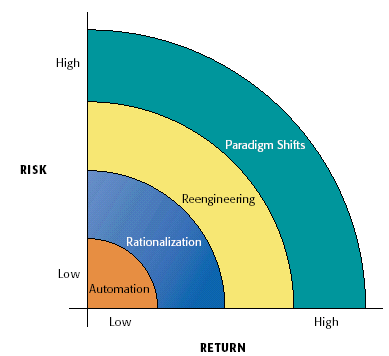 High
Paradigm Shifts
RISK
Reengineering
Rationalization
Low
Automation
Low
High
RETURN